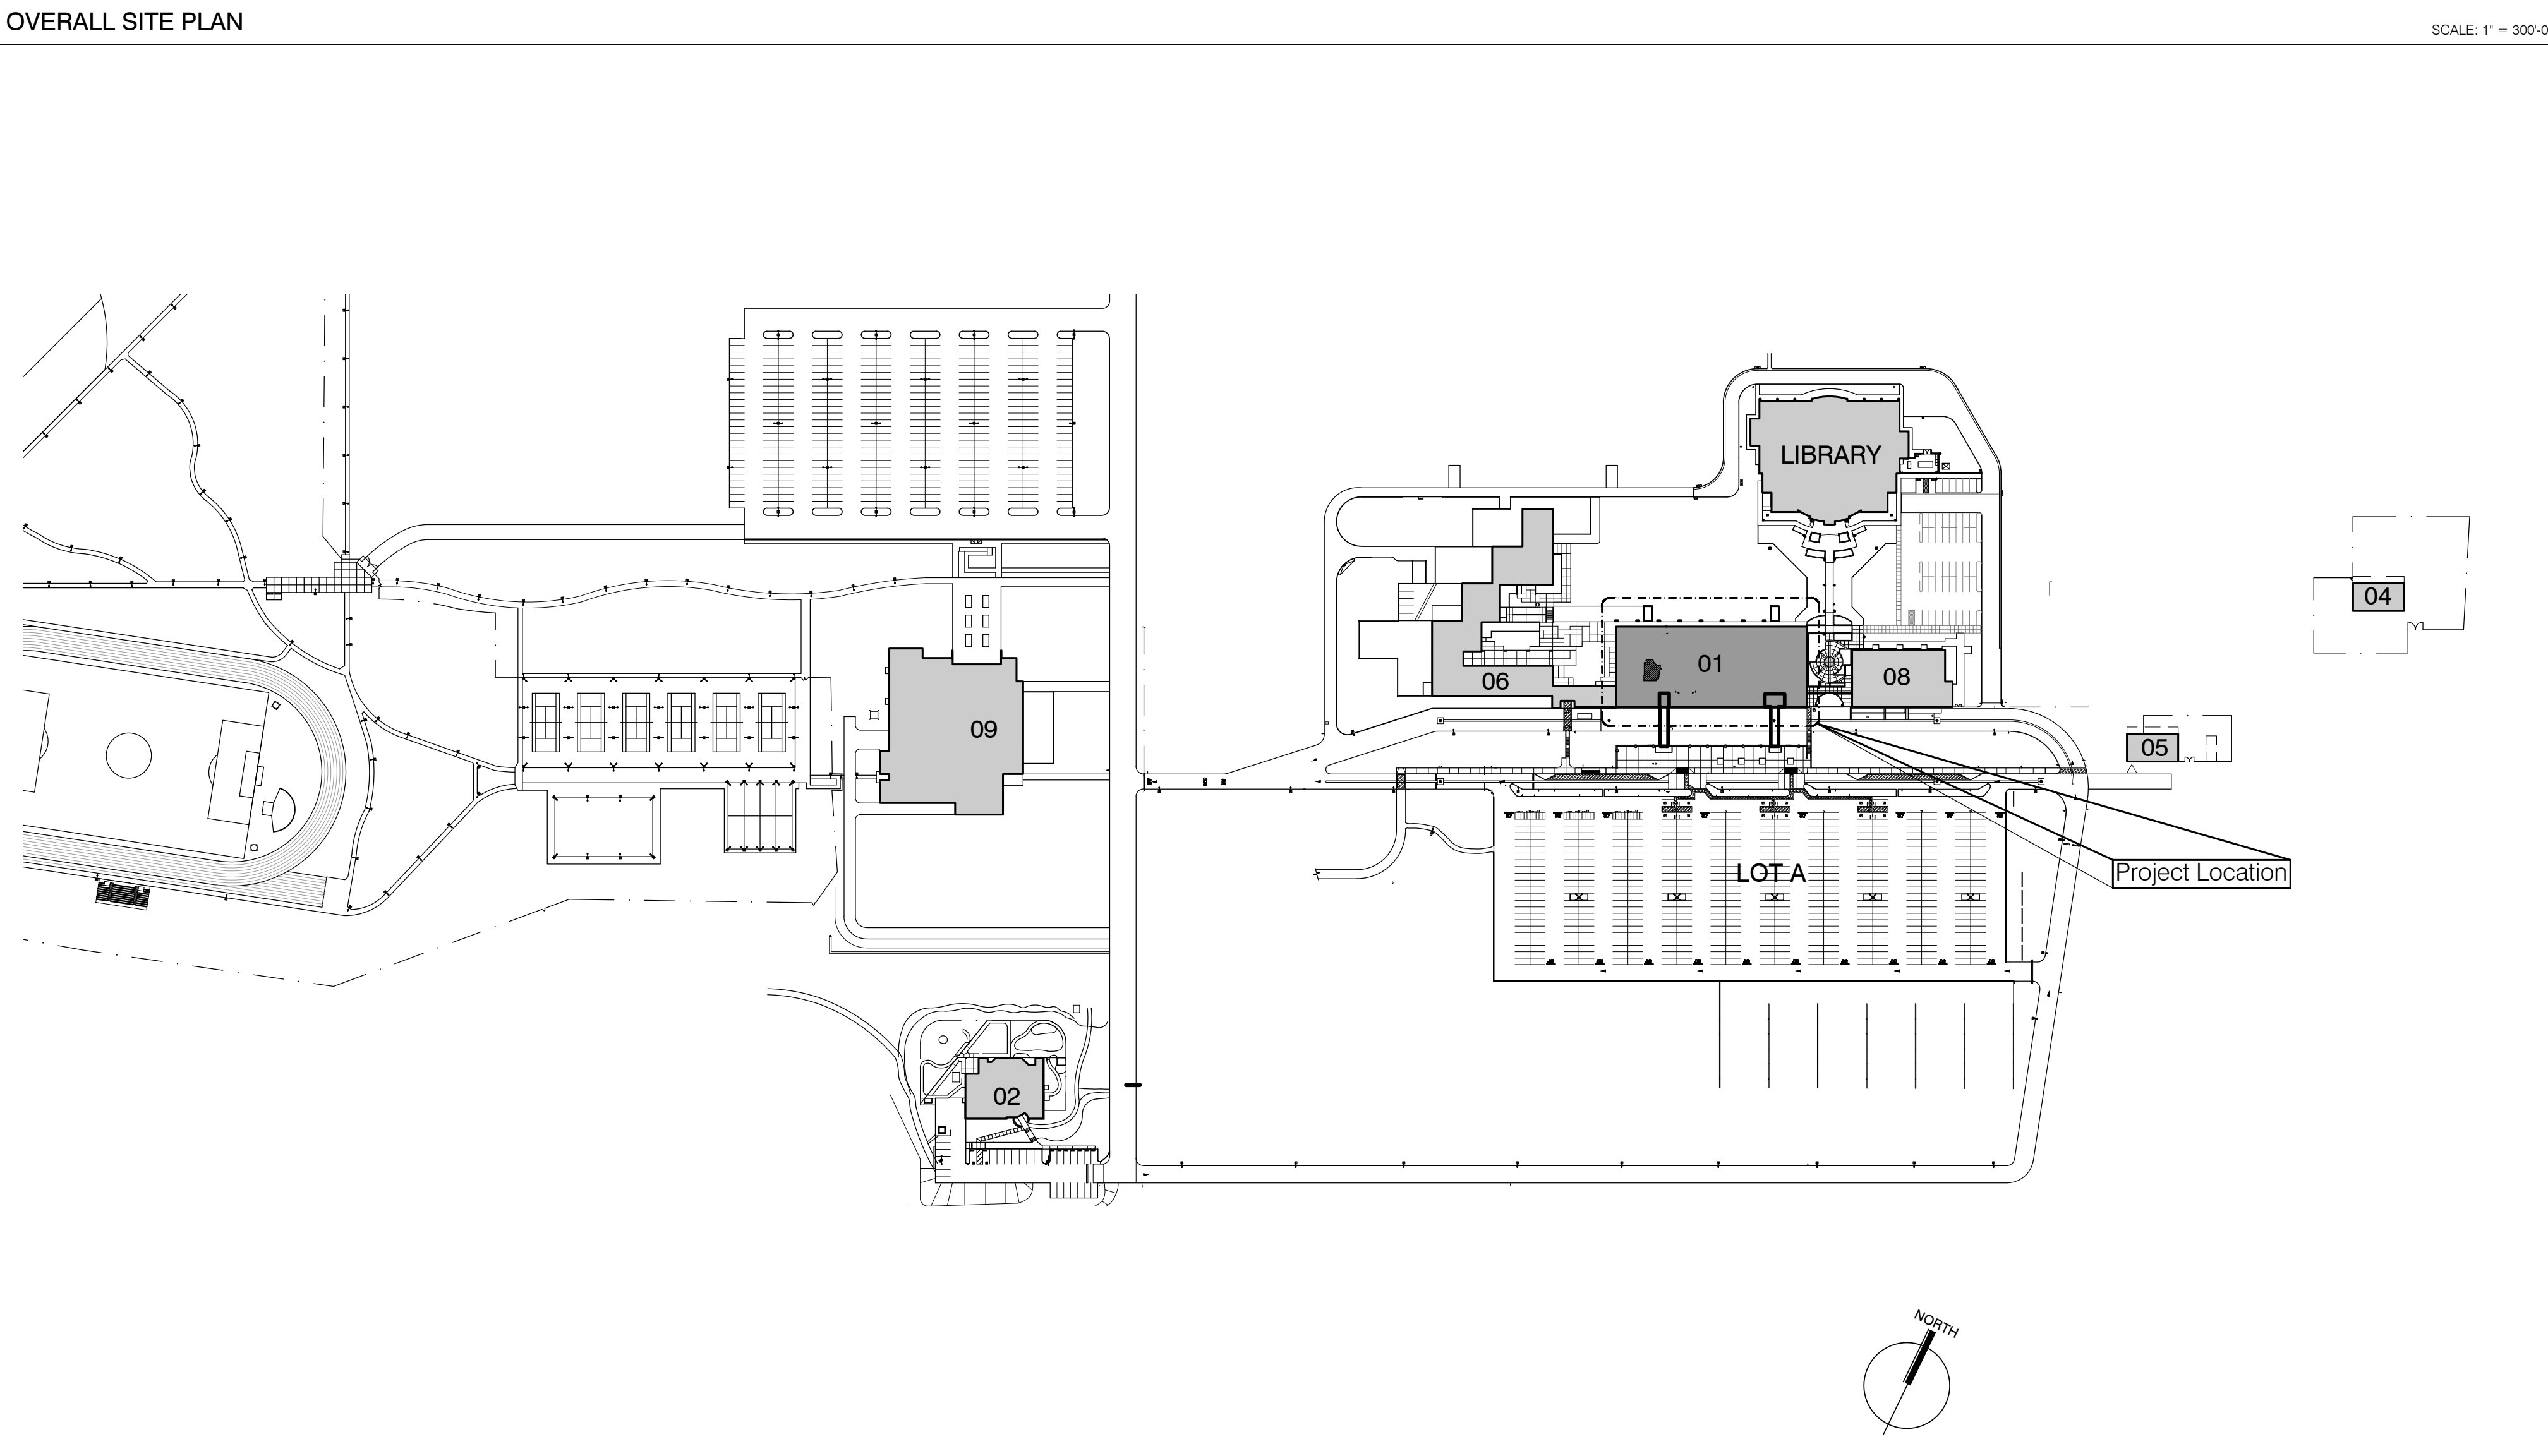 OVERALL SITE PLAN
SCALE: 1" = 300'-0
LIBRARY
04
01
08
06
05
09
LOT A
Project Location
02
NORTH